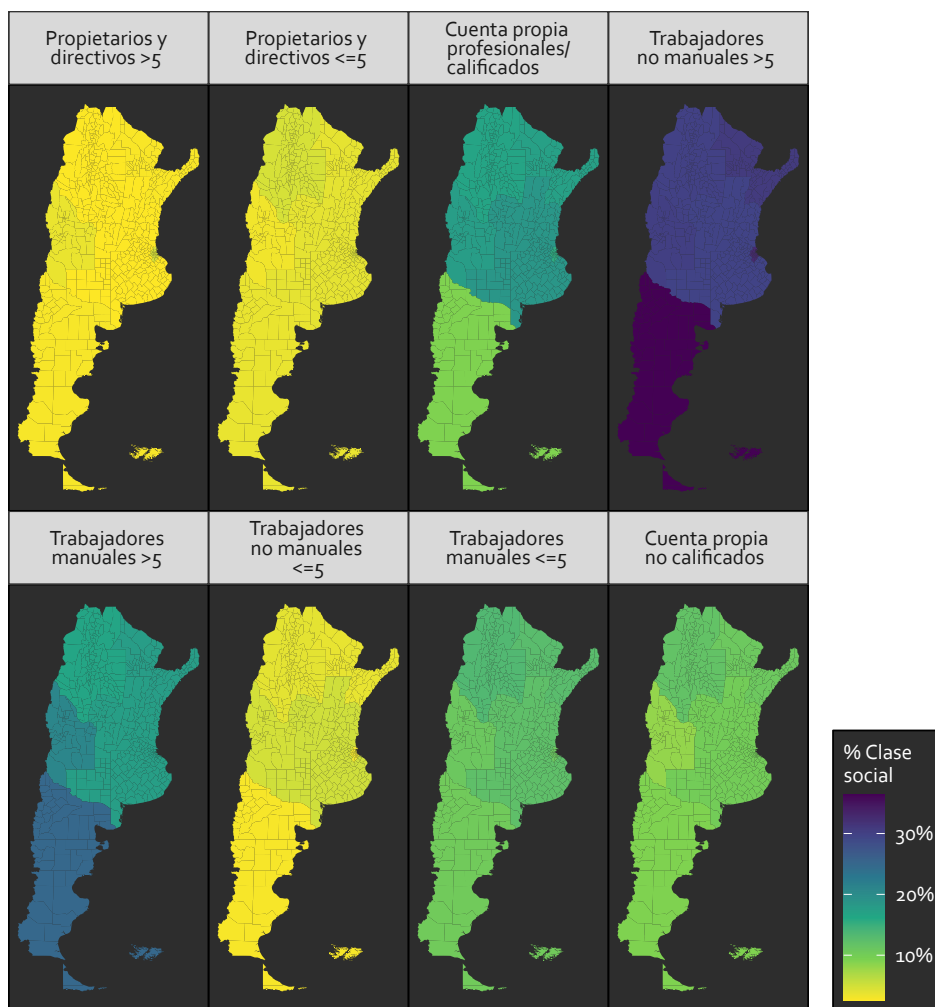 Propietarios y
directivos >5
Propietarios y
directivos <=5
Cuenta propia
profesionales/
calificados
Trabajadores
no manuales >5
Trabajadores
manuales >5
Trabajadores
no manuales
<=5
Trabajadores
manuales <=5
Cuenta propia
no calificados
% Clase
social
30%
20%
10%